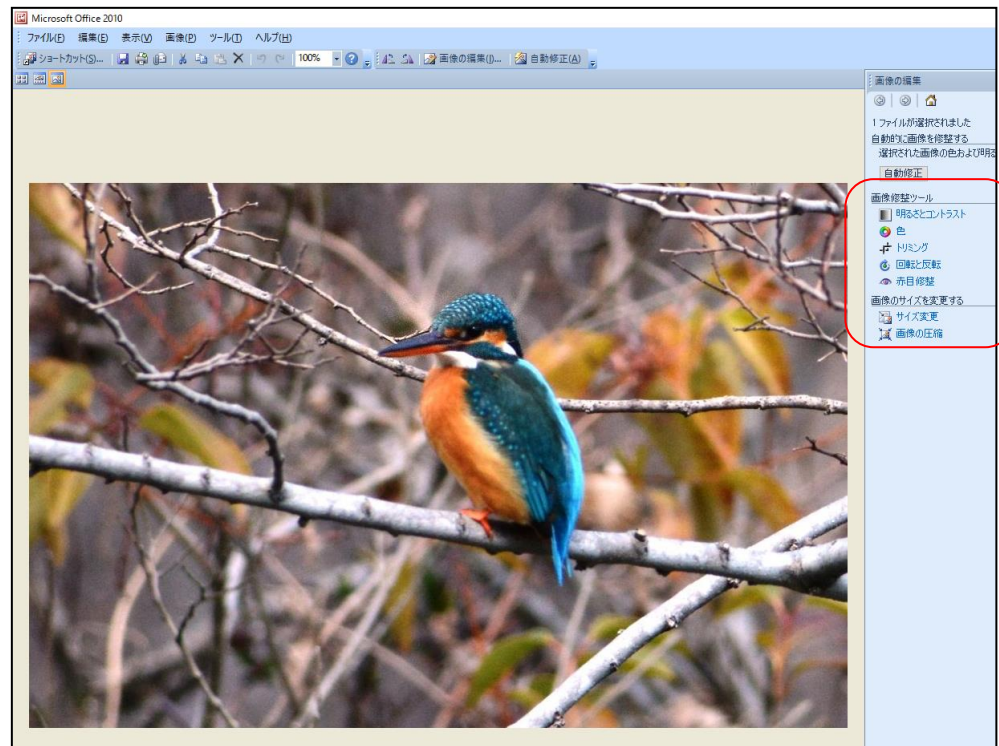 Microsoft Office 2010
ファイル(F) 編集(E) 表示(V) 画像(P) ツール(T) ヘルプ(H)
ショートカット(S)... 100% 画像の編集(I)... 自動修正(A)
画像の編集
1 ファイルが選択されました
自動的に画像を修整する
選択された画像の色および明る
自動修正
画像修整ツール
明るさとコントラスト
色
トリミング
回転と反転
赤目修整
画像のサイズを変更する
サイズ変更
画像の圧縮